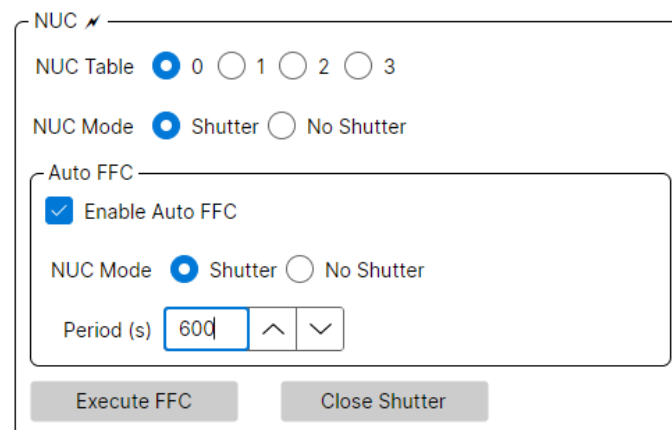 NUC
NUC Table 0 1 2 3
NUC Mode Shutter No Shutter
Auto FFC
Enable Auto FFC
NUC Mode Shutter No Shutter
Period (s) 600
Execute FFC Close Shutter